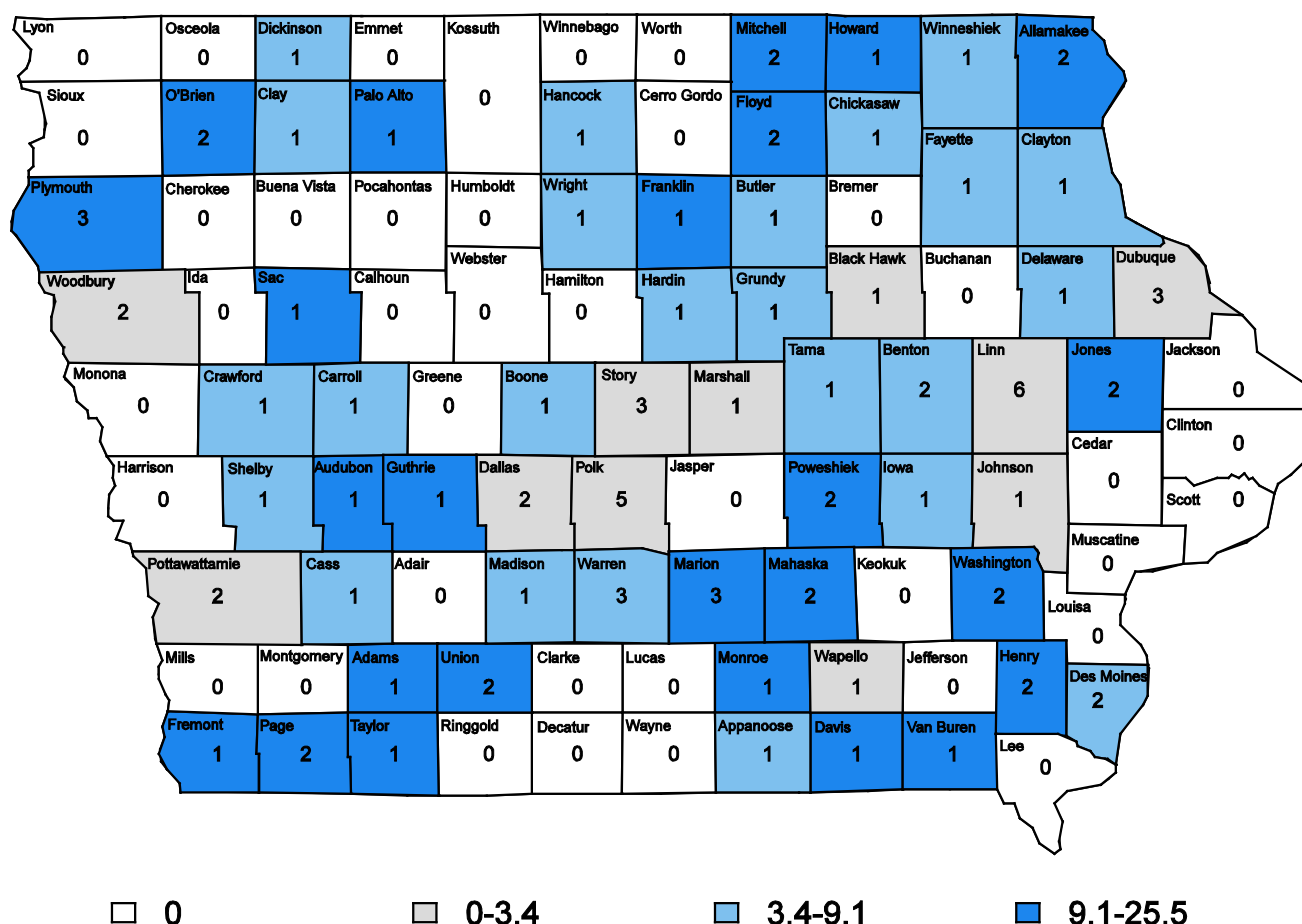 Lyon Osceola Dickinson Emmet Kossuth Winnebago Worth Mitchell Howard Winneshiek Allamakee
0 0 1 0 0 0 0 2 1 1 2
Sioux O'Brien Clay Palo Alto Hancock Cerro Gordo Floyd Chickasaw
0 2 1 1 1 0 2 1
Fayette Clayton
1 1
Plymouth Cherokee Buena Vista Pocahontas Humboldt Wright Franklin Butler Bremer
3 0 0 0 0 1 1 1 0
Woodbury Ida Sac Calhoun Webster Hamilton Hardin Grundy Black Hawk Buchanan Delaware Dubuque
2 0 1 0 0 0 1 1 1 0 1 3
Monona Crawford Carroll Greene Boone Story Marshall Tama Benton Linn Jones Jackson
0 1 1 0 1 3 1 1 2 6 2 0
Clinton
0
Harrison Shelby Audubon Guthrie Dallas Polk Jasper Poweshiek Iowa Johnson Cedar Scott
0 1 1 1 2 5 0 2 1 1 0 0
Muscatine
0
Pottawattamie Cass Adair Madison Warren Marion Mahaska Keokuk Washington Louisa
2 1 0 1 3 3 2 0 2 0
Mills Montgomery Adams Union Clarke Lucas Monroe Wapello Jefferson Henry Des Moines
0 0 1 2 0 0 1 1 0 2 2
Fremont Page Taylor Ringgold Decatur Wayne Appanoose Davis Van Buren Lee
1 2 1 0 0 0 1 1 1 0
0 0-3.4 3.4-9.1 9.1-25.5